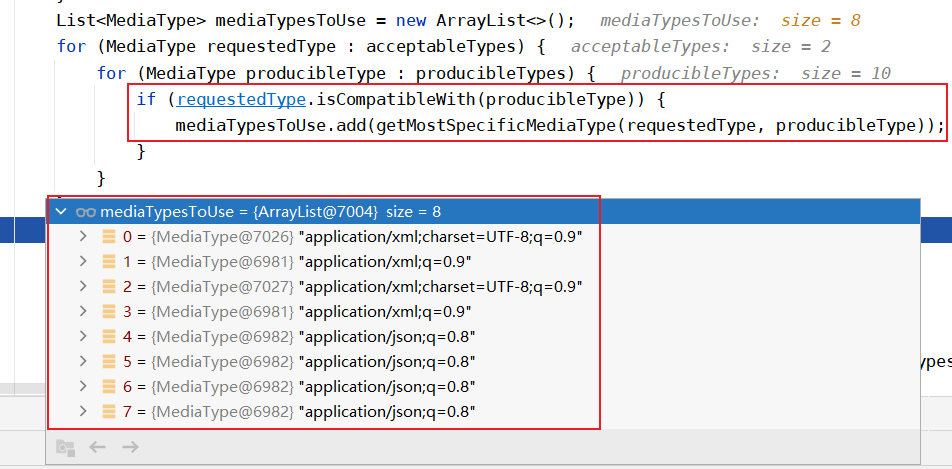 List<MediaType> mediaTypesToUse = new ArrayList<>(); mediaTypesToUse: size = 8
for (MediaType requestedType : acceptableTypes) { acceptableTypes: size = 2
for (MediaType producibleType : producibleTypes) { producibleTypes: size = 10
if (requestedType.isCompatibleWith(producibleType)) {
mediaTypesToUse.add(getMostSpecificMediaType(requestedType, producibleType));
}
}
mediaTypesToUse = {ArrayList@7004} size = 8
0 = {MediaType@7026} "application/xml;charset=UTF-8;q=0.9"
1 = {MediaType@6981} "application/xml;q=0.9"
2 = {MediaType@7027} "application/xml;charset=UTF-8;q=0.9"
3 = {MediaType@6981} "application/xml;q=0.9"
4 = {MediaType@6982} "application/json;q=0.8"
5 = {MediaType@6982} "application/json;q=0.8"
ypes
6 = {MediaType@6982} "application/json;q=0.8"
7 = {MediaType@6982} "application/json;q=0.8"